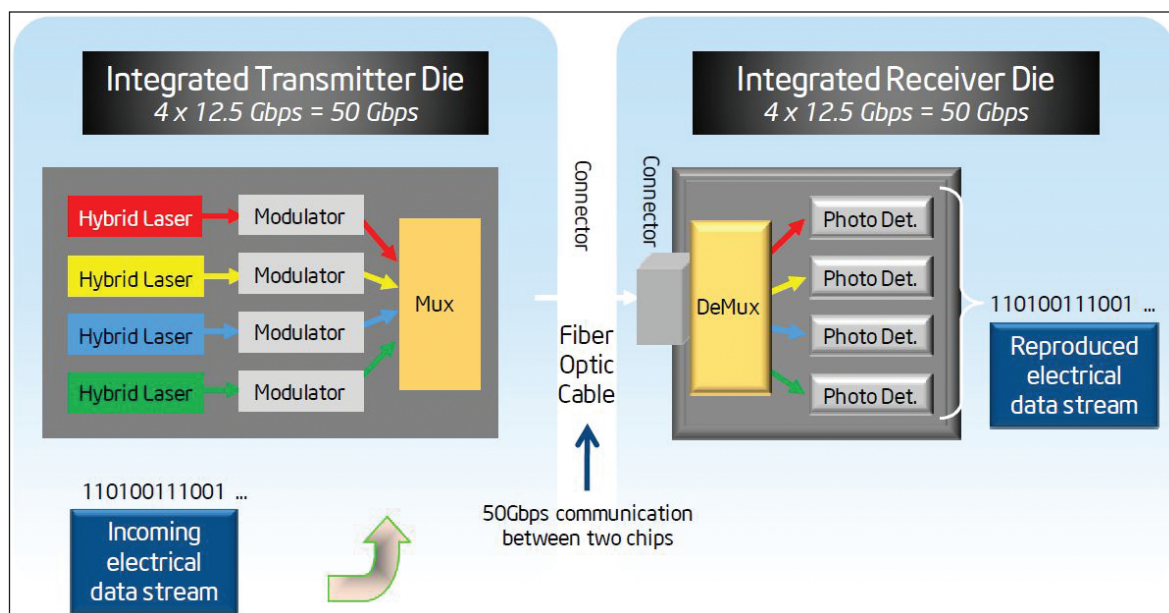 Integrated Transmitter Die
4 x 12.5 Gbps = 50 Gbps
Hybrid Laser
Modulator
Hybrid Laser
Modulator
Hybrid Laser
Modulator
Hybrid Laser
Modulator
Mux
110100111001 ...
Incoming
electrical
data stream
Connector
Fiber
Optic
Cable
50Gbps communication
between two chips
Integrated Receiver Die
4 x 12.5 Gbps = 50 Gbps
Connector
DeMux
Photo Det.
Photo Det.
Photo Det.
Photo Det.
110100111001 ...
Reproduced
electrical
data stream